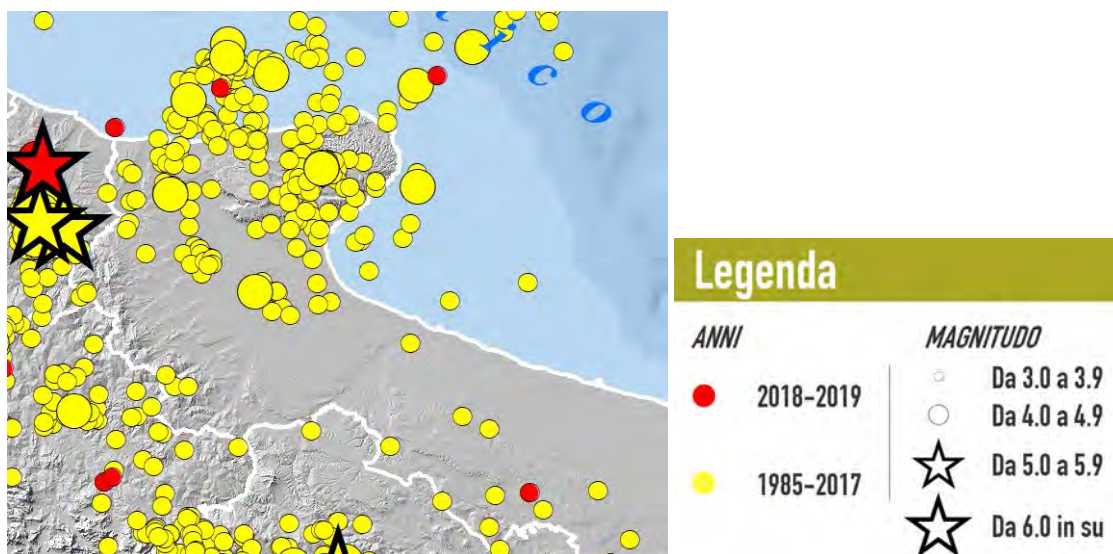 r i c o
Legenda
ANNI
MAGNITUDO
2018-2019
1985-2017
Da 3.0 a 3.9
Da 4.0 a 4.9
Da 5.0 a 5.9
Da 6.0 in su